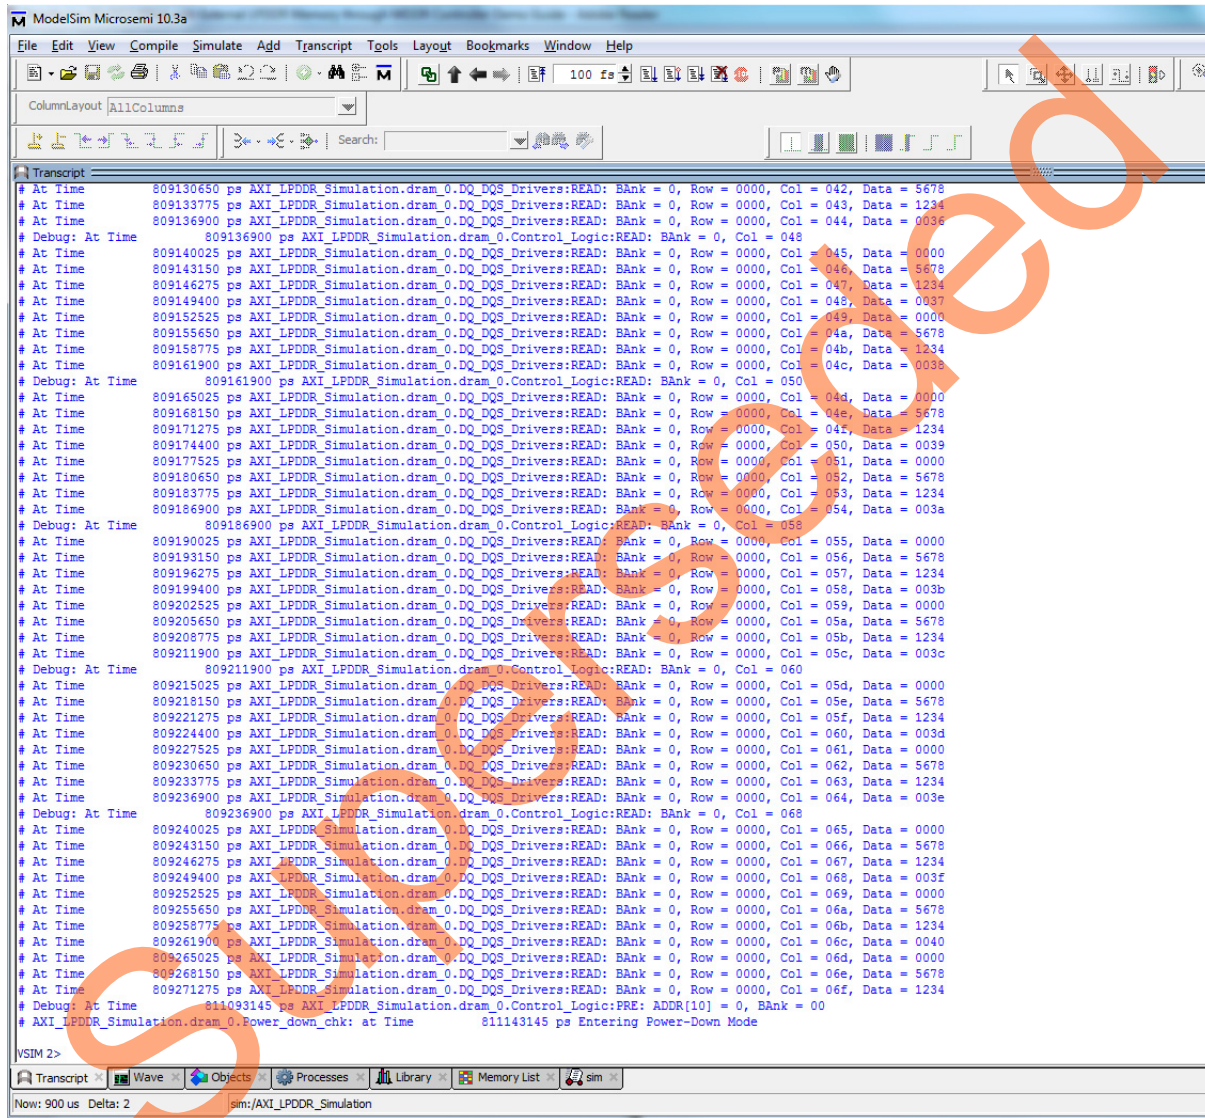 ModelSim Microsemi 10.3a
File Edit View Compile Simulate Add Transcript Tools Layout Bookmarks Window Help
100 fs
ColumnLayout AllColumns
Search:
Transcript
# At Time 809130650 ps AXI_LPDDR_Simulation.dram_0.DQ_DQS_Drivers:READ: BAnk = 0, Row = 0000, Col = 042, Data = 5678
# At Time 809133775 ps AXI_LPDDR_Simulation.dram_0.DQ_DQS_Drivers:READ: BAnk = 0, Row = 0000, Col = 043, Data = 1234
# At Time 809136900 ps AXI_LPDDR_Simulation.dram_0.DQ_DQS_Drivers:READ: BAnk = 0, Row = 0000, Col = 044, Data = 0036
# Debug: At Time 809136900 ps AXI_LPDDR_Simulation.dram_0.Control_Logic:READ: BAnk = 0, Col = 048
# At Time 809140025 ps AXI_LPDDR_Simulation.dram_0.DQ_DQS_Drivers:READ: BAnk = 0, Row = 0000, Col = 045, Data = 0000
# At Time 809143150 ps AXI_LPDDR_Simulation.dram_0.DQ_DQS_Drivers:READ: BAnk = 0, Row = 0000, Col = 046, Data = 5678
# At Time 809146275 ps AXI_LPDDR_Simulation.dram_0.DQ_DQS_Drivers:READ: BAnk = 0, Row = 0000, Col = 047, Data = 1234
# At Time 809149400 ps AXI_LPDDR_Simulation.dram_0.DQ_DQS_Drivers:READ: BAnk = 0, Row = 0000, Col = 048, Data = 0037
# At Time 809152525 ps AXI_LPDDR_Simulation.dram_0.DQ_DQS_Drivers:READ: BAnk = 0, Row = 0000, Col = 049, Data = 0000
# At Time 809155650 ps AXI_LPDDR_Simulation.dram_0.DQ_DQS_Drivers:READ: BAnk = 0, Row = 0000, Col = 04a, Data = 5678
# At Time 809158775 ps AXI_LPDDR_Simulation.dram_0.DQ_DQS_Drivers:READ: BAnk = 0, Row = 0000, Col = 04b, Data = 1234
# At Time 809161900 ps AXI_LPDDR_Simulation.dram_0.DQ_DQS_Drivers:READ: BAnk = 0, Row = 0000, Col = 04c, Data = 0038
# Debug: At Time 809161900 ps AXI_LPDDR_Simulation.dram_0.Control_Logic:READ: BAnk = 0, Col = 050
# At Time 809165025 ps AXI_LPDDR_Simulation.dram_0.DQ_DQS_Drivers:READ: BAnk = 0, Row = 0000, Col = 04d, Data = 0000
# At Time 809168150 ps AXI_LPDDR_Simulation.dram_0.DQ_DQS_Drivers:READ: BAnk = 0, Row = 0000, Col = 04e, Data = 5678
# At Time 809171275 ps AXI_LPDDR_Simulation.dram_0.DQ_DQS_Drivers:READ: BAnk = 0, Row = 0000, Col = 04f, Data = 1234
# At Time 809174400 ps AXI_LPDDR_Simulation.dram_0.DQ_DQS_Drivers:READ: BAnk = 0, Row = 0000, Col = 050, Data = 0039
# At Time 809177525 ps AXI_LPDDR_Simulation.dram_0.DQ_DQS_Drivers:READ: BAnk = 0, Row = 0000, Col = 051, Data = 0000
# At Time 809180650 ps AXI_LPDDR_Simulation.dram_0.DQ_DQS_Drivers:READ: BAnk = 0, Row = 0000, Col = 052, Data = 5678
# At Time 809183775 ps AXI_LPDDR_Simulation.dram_0.DQ_DQS_Drivers:READ: BAnk = 0, Row = 0000, Col = 053, Data = 1234
# At Time 809186900 ps AXI_LPDDR_Simulation.dram_0.DQ_DQS_Drivers:READ: BAnk = 0, Row = 0000, Col = 054, Data = 003a
# Debug: At Time 809186900 ps AXI_LPDDR_Simulation.dram_0.Control_Logic:READ: BAnk = 0, Col = 058
# At Time 809190025 ps AXI_LPDDR_Simulation.dram_0.DQ_DQS_Drivers:READ: BAnk = 0, Row = 0000, Col = 055, Data = 0000
# At Time 809193150 ps AXI_LPDDR_Simulation.dram_0.DQ_DQS_Drivers:READ: BAnk = 0, Row = 0000, Col = 056, Data = 5678
# At Time 809196275 ps AXI_LPDDR_Simulation.dram_0.DQ_DQS_Drivers:READ: BAnk = 0, Row = 0000, Col = 057, Data = 1234
# At Time 809199400 ps AXI_LPDDR_Simulation.dram_0.DQ_DQS_Drivers:READ: BAnk = 0, Row = 0000, Col = 058, Data = 003b
# At Time 809202525 ps AXI_LPDDR_Simulation.dram_0.DQ_DQS_Drivers:READ: BAnk = 0, Row = 0000, Col = 059, Data = 0000
# At Time 809205650 ps AXI_LPDDR_Simulation.dram_0.DQ_DQS_Drivers:READ: BAnk = 0, Row = 0000, Col = 05a, Data = 5678
# At Time 809208775 ps AXI_LPDDR_Simulation.dram_0.DQ_DQS_Drivers:READ: BAnk = 0, Row = 0000, Col = 05b, Data = 1234
# At Time 809211900 ps AXI_LPDDR_Simulation.dram_0.DQ_DQS_Drivers:READ: BAnk = 0, Row = 0000, Col = 05c, Data = 003c
# Debug: At Time 809211900 ps AXI_LPDDR_Simulation.dram_0.Control_Logic:READ: BAnk = 0, Col = 060
# At Time 809215025 ps AXI_LPDDR_Simulation.dram_0.DQ_DQS_Drivers:READ: BAnk = 0, Row = 0000, Col = 05d, Data = 0000
# At Time 809218150 ps AXI_LPDDR_Simulation.dram_0.DQ_DQS_Drivers:READ: BAnk = 0, Row = 0000, Col = 05e, Data = 5678
# At Time 809221275 ps AXI_LPDDR_Simulation.dram_0.DQ_DQS_Drivers:READ: BAnk = 0, Row = 0000, Col = 05f, Data = 1234
# At Time 809224400 ps AXI_LPDDR_Simulation.dram_0.DQ_DQS_Drivers:READ: BAnk = 0, Row = 0000, Col = 060, Data = 003d
# At Time 809227525 ps AXI_LPDDR_Simulation.dram_0.DQ_DQS_Drivers:READ: BAnk = 0, Row = 0000, Col = 061, Data = 0000
# At Time 809230650 ps AXI_LPDDR_Simulation.dram_0.DQ_DQS_Drivers:READ: BAnk = 0, Row = 0000, Col = 062, Data = 5678
# At Time 809233775 ps AXI_LPDDR_Simulation.dram_0.DQ_DQS_Drivers:READ: BAnk = 0, Row = 0000, Col = 063, Data = 1234
# At Time 809236900 ps AXI_LPDDR_Simulation.dram_0.DQ_DQS_Drivers:READ: BAnk = 0, Row = 0000, Col = 064, Data = 003e
# Debug: At Time 809236900 ps AXI_LPDDR_Simulation.dram_0.Control_Logic:READ: BAnk = 0, Col = 068
# At Time 809240025 ps AXI_LPDDR_Simulation.dram_0.DQ_DQS_Drivers:READ: BAnk = 0, Row = 0000, Col = 065, Data = 0000
# At Time 809243150 ps AXI_LPDDR_Simulation.dram_0.DQ_DQS_Drivers:READ: BAnk = 0, Row = 0000, Col = 066, Data = 5678
# At Time 809246275 ps AXI_LPDDR_Simulation.dram_0.DQ_DQS_Drivers:READ: BAnk = 0, Row = 0000, Col = 067, Data = 1234
# At Time 809249400 ps AXI_LPDDR_Simulation.dram_0.DQ_DQS_Drivers:READ: BAnk = 0, Row = 0000, Col = 068, Data = 003f
# At Time 809252525 ps AXI_LPDDR_Simulation.dram_0.DQ_DQS_Drivers:READ: BAnk = 0, Row = 0000, Col = 069, Data = 0000
# At Time 809255650 ps AXI_LPDDR_Simulation.dram_0.DQ_DQS_Drivers:READ: BAnk = 0, Row = 0000, Col = 06a, Data = 5678
# At Time 809258775 ps AXI_LPDDR_Simulation.dram_0.DQ_DQS_Drivers:READ: BAnk = 0, Row = 0000, Col = 06b, Data = 1234
# At Time 809261900 ps AXI_LPDDR_Simulation.dram_0.DQ_DQS_Drivers:READ: BAnk = 0, Row = 0000, Col = 06c, Data = 0040
# At Time 809265025 ps AXI_LPDDR_Simulation.dram_0.DQ_DQS_Drivers:READ: BAnk = 0, Row = 0000, Col = 06d, Data = 0000
# At Time 809268150 ps AXI_LPDDR_Simulation.dram_0.DQ_DQS_Drivers:READ: BAnk = 0, Row = 0000, Col = 06e, Data = 5678
# At Time 809271275 ps AXI_LPDDR_Simulation.dram_0.DQ_DQS_Drivers:READ: BAnk = 0, Row = 0000, Col = 06f, Data = 1234
# Debug: At Time 811093145 ps AXI_LPDDR_Simulation.dram_0.Control_Logic:PRE: ADDR[10] = 0, BAnk = 00
# AXI_LPDDR_Simulation.dram_0.Power_down_chk: at Time 811143145 ps Entering Power-Down Mode
VSIM 2>
Transcript Wave Objects Processes Library Memory List sim
Now: 900 us Delta: 2 sim:/AXI_LPDDR_Simulation
Superseded